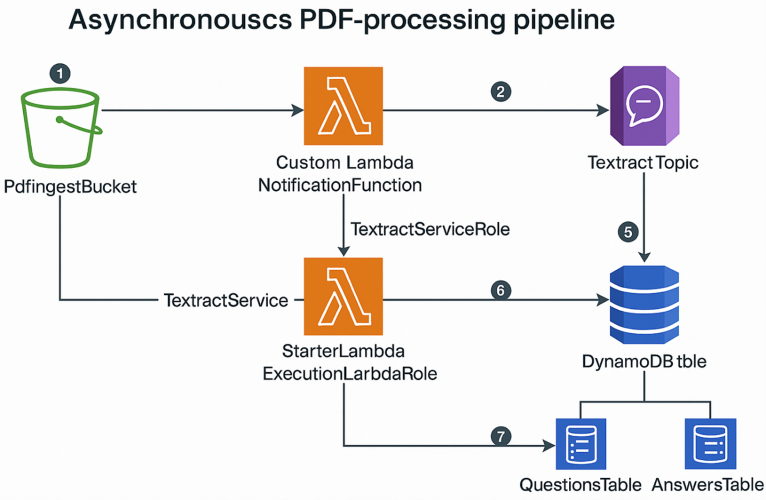 Asynchronouscs PDF-processing pipeline
1
2
PdfingestBucket
Custom Lambda
NotificationFunction
Textract Topic
TextractServiceRole
5
TextractService
6
StarterLambda
ExecutionLarbdaRole
DynamoDB tble
7
QuestionsTable
AnswersTable